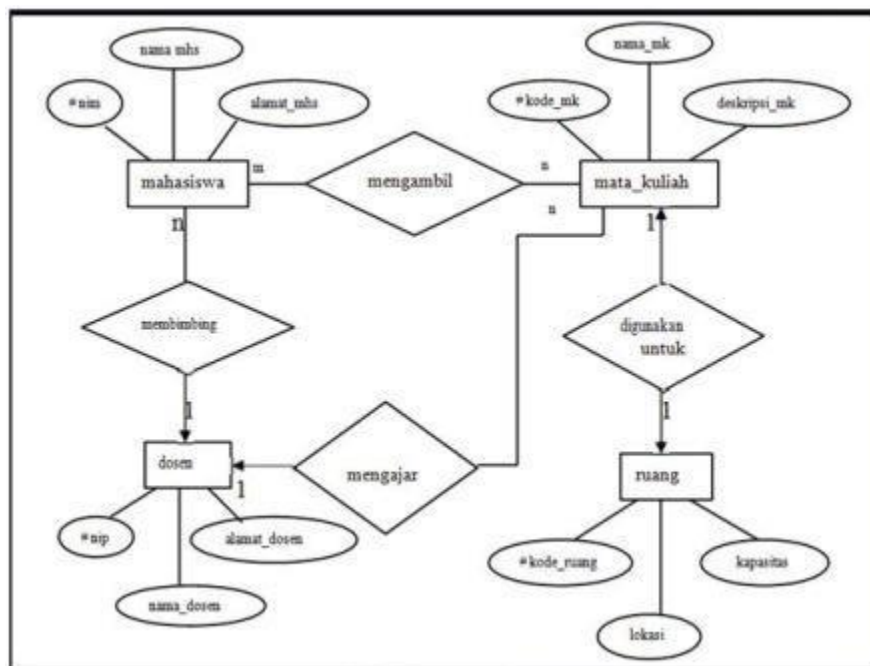 nama mhs
nama_mk
#nim
alamat_mhs
#kode_mk
deskripsi_mk
mahasiswa
m
mengambil
n
mata_kuliah
n
n
1
membimbing
digunakan
untuk
1
1
dosen
1
mengajar
ruang
#nip
alamat_dosen
#kode_ruang
kapasitas
nama_dosen
lokasi